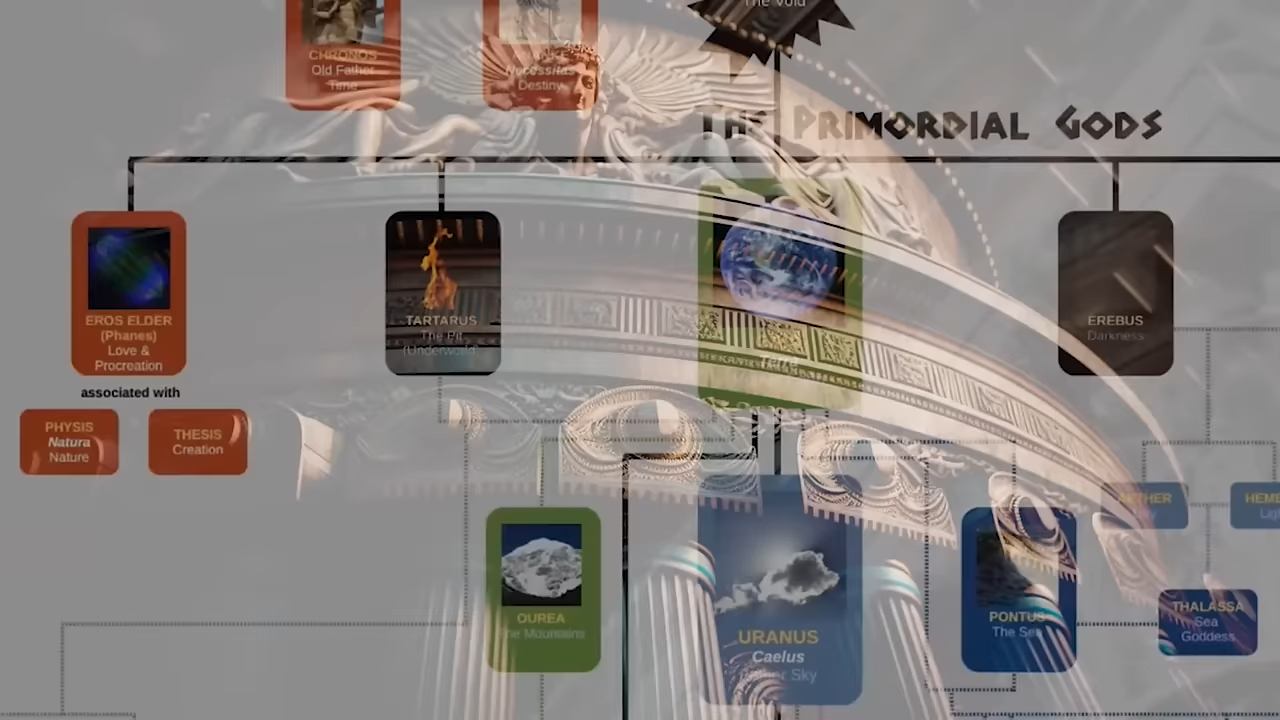 The Void
CHRONOS
Old Father
Time
Necessitas
Destiny
THE PRIMORDIAL GODS
EROS ELDER
(Phanes)
Love &
Procreation
TARTARUS
The Pit
(Underworld)
Terra
EREBUS
Darkness
associated with
PHYSIS
Natura
Nature
THESIS
Creation
AETHER
HEME
Lig
OUREA
The Mountains
URANUS
Caelus
Sky
PONTUS
The Sea
THALASSA
Sea
Goddess